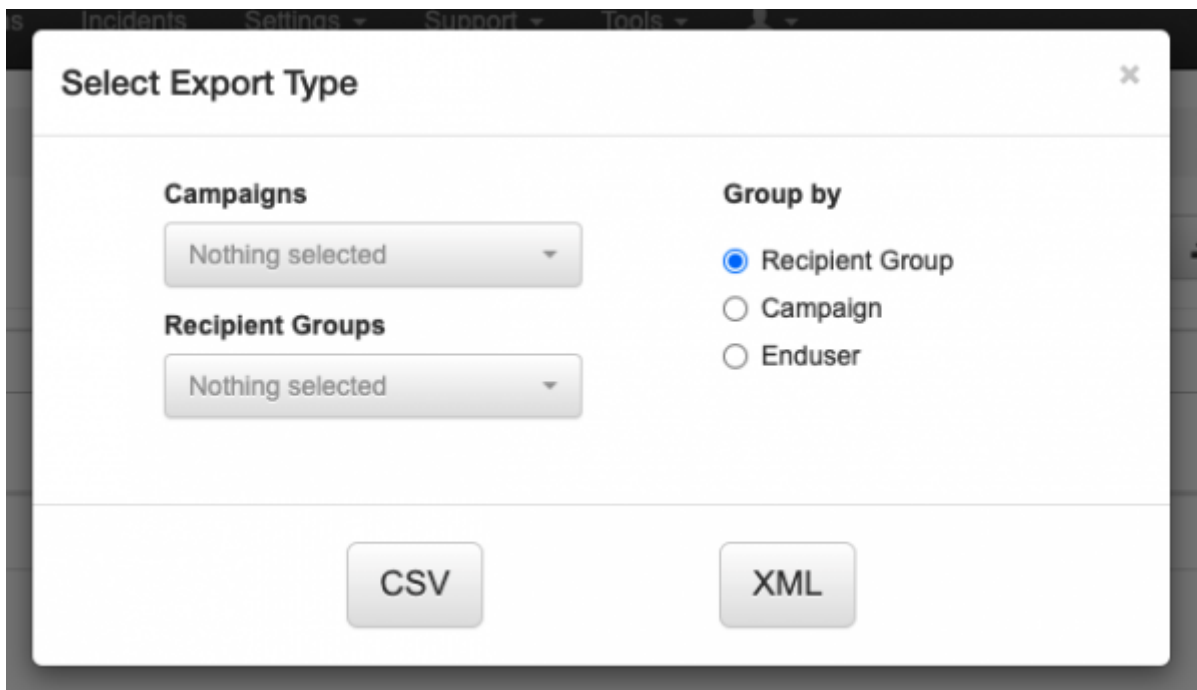 Incidents Settings Support Tools
Select Export Type
×
Campaigns
Nothing selected
Recipient Groups
Nothing selected
Group by
Recipient Group
Campaign
Enduser
CSV
XML